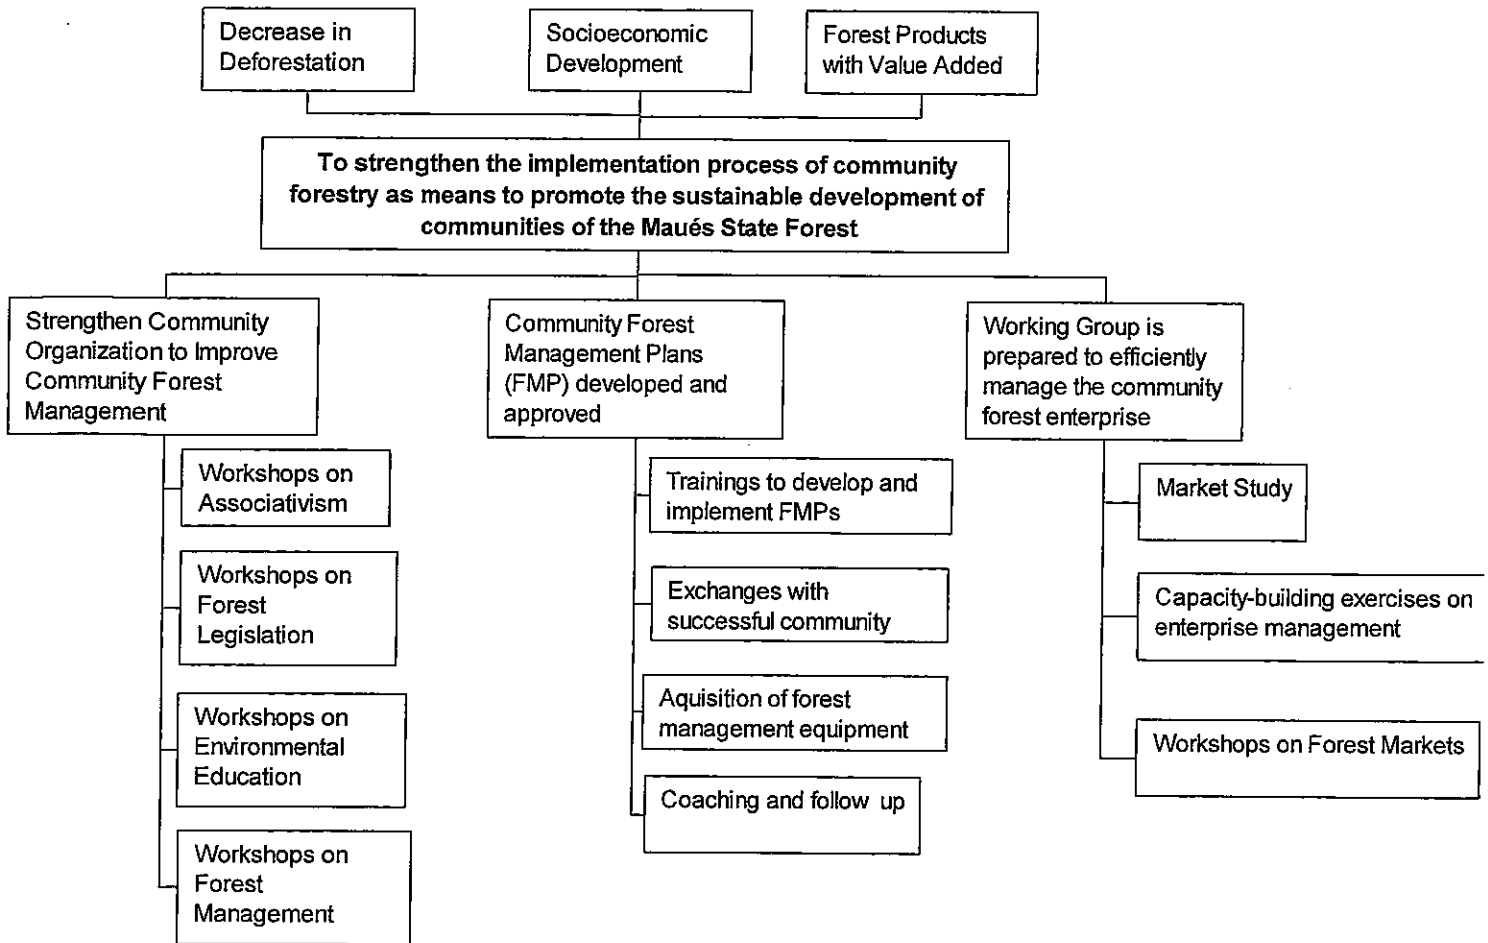 Decrease in
Deforestation
Socioeconomic
Development
Forest Products
with Value Added
To strengthen the implementation process of community
forestry as means to promote the sustainable development of
communities of the Maués State Forest
Strengthen Community
Organization to Improve
Community Forest
Management
Workshops on
Associativism
Workshops on
Forest
Legislation
Workshops on
Environmental
Education
Workshops on
Forest
Management
Community Forest
Management Plans
(FMP) developed and
approved
Trainings to develop and
implement FMPs
Exchanges with
successful community
Aquisition of forest
management equipment
Coaching and follow up
Working Group is
prepared to efficiently
manage the community
forest enterprise
Market Study
Capacity-building exercises on
enterprise management
Workshops on Forest Markets